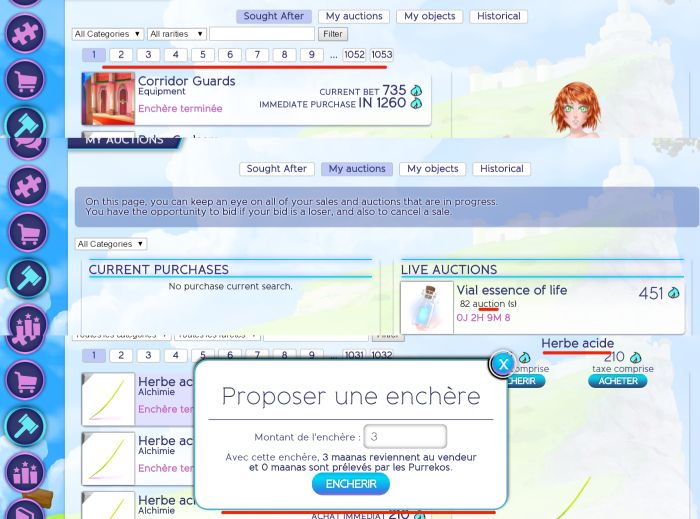 Sought After My auctions My objects Historical
All Categories All rarities Filter
1 2 3 4 5 6 7 8 9 ... 1052 1053
Corridor Guards
Equipment
Enchère terminée
CURRENT BET 735
IMMEDIATE PURCHASE IN 1260
MY AUCTIONS
Sought After My auctions My objects Historical
On this page, you can keep an eye on all of your sales and auctions that are in progress.
You have the opportunity to bid if your bid is a loser, and also to cancel a sale.
All Categories
CURRENT PURCHASES
No purchase current search.
LIVE AUCTIONS
Vial essence of life
82 auction (s)
0J 2H 9M 8
451
Toutes les catégories Toutes les raretés Filtrer
1 2 3 4 5 6 7 8 9 ... 1031 1032
Herbe acide
210
comprise taxe comprise
ACHETER
Herbe ac
Alchimie
Enchère ter
Herbe ac
Alchimie
Enchère ter
Herbe ac
Alchimie
Enchère ter
X
Proposer une enchère
Montant de l'enchère : 3
Avec cette enchère, 3 maanas reviennent au vendeur
et 0 maanas sont prélevés par les Purrekos.
ENCHERIR
ACHAT IMMEDIAT 210